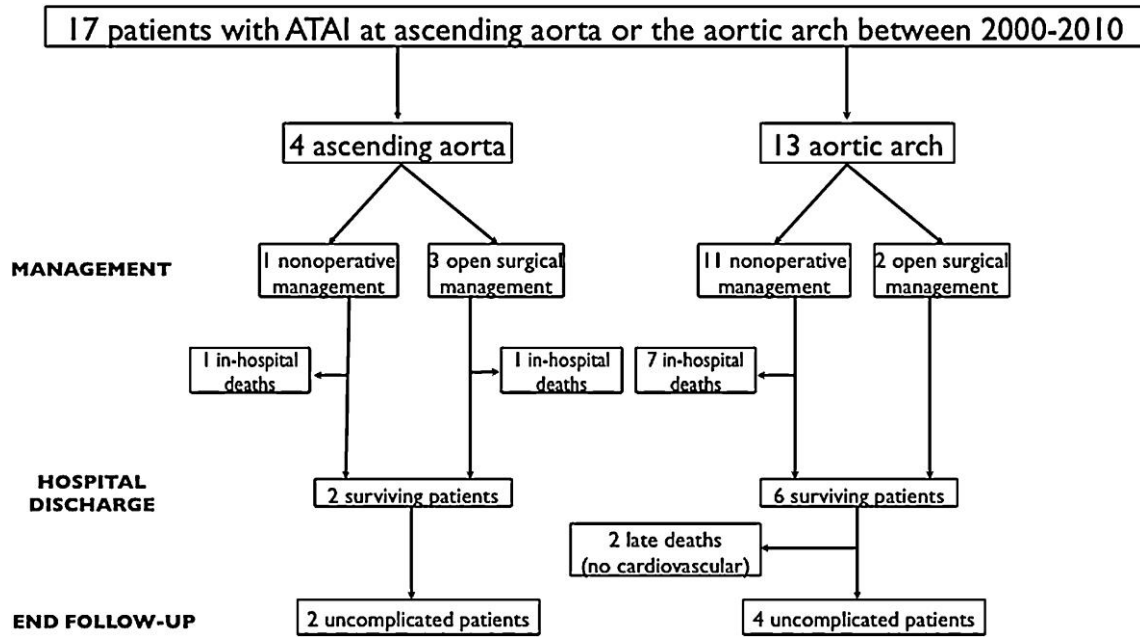 17 patients with ATAI at ascending aorta or the aortic arch between 2000-2010
4 ascending aorta
13 aortic arch
MANAGEMENT
1 nonoperative
management
3 open surgical
management
11 nonoperative
management
2 open surgical
management
1 in-hospital
deaths
1 in-hospital
deaths
7 in-hospital
deaths
HOSPITAL
DISCHARGE
2 surviving patients
6 surviving patients
2 late deaths
(no cardiovascular)
END FOLLOW-UP
2 uncomplicated patients
4 uncomplicated patients